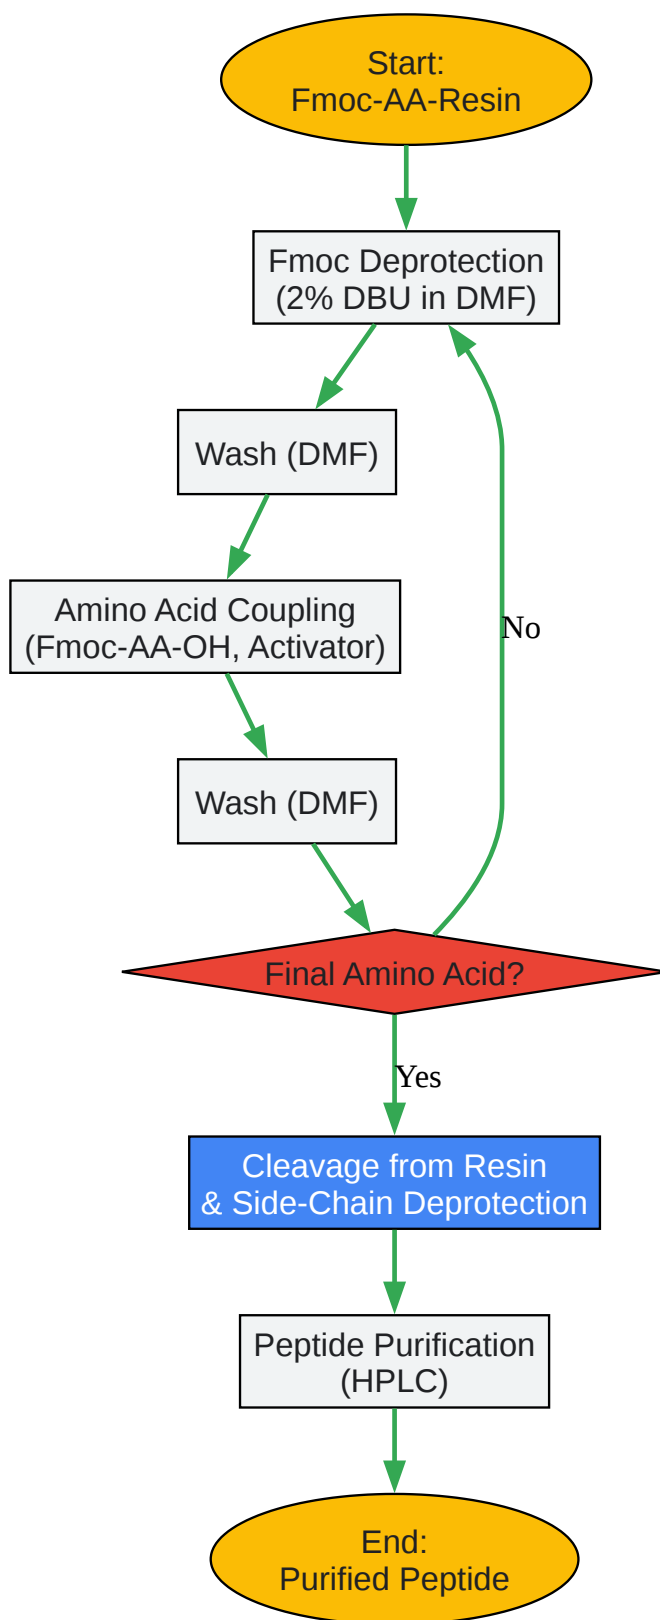 Start:
Fmoc-AA-Resin
Fmoc Deprotection
(2% DBU in DMF)
Wash (DMF)
Amino Acid Coupling
(Fmoc-AA-OH, Activator)
No
Wash (DMF)
Final Amino Acid?
Yes
Cleavage from Resin
& Side-Chain Deprotection
Peptide Purification
(HPLC)
End:
Purified Peptide